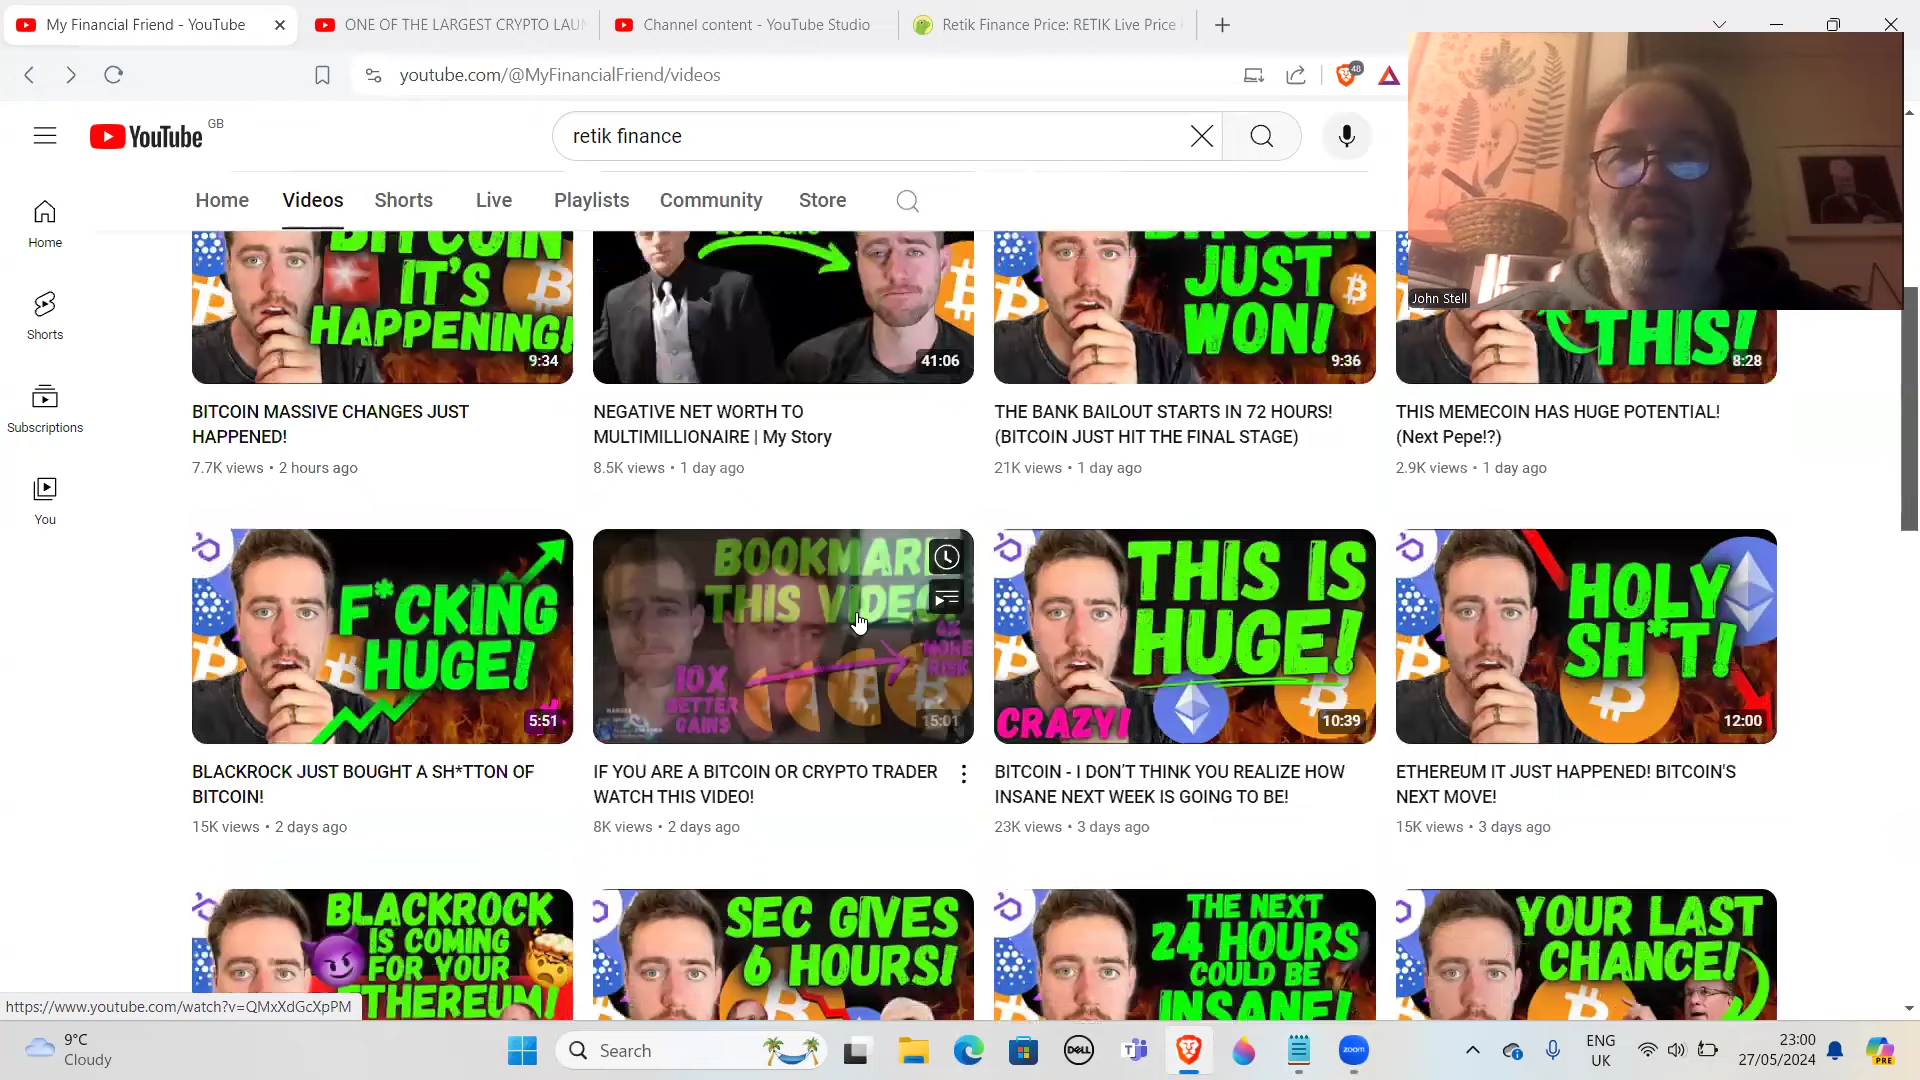 My Financial Friend - YouTube
ONE OF THE LARGEST CRYPTO LAU
Channel content - YouTube Studio
Retik Finance Price: RETIK Live Price
youtube.com/@MyFinancialFriend/videos
48
YouTube GB
retik finance
Home
Videos
Shorts
Live
Playlists
Community
Store
Home
Shorts
Subscriptions
You
John Stell
BITCOIN
IT'S
HAPPENING!
9:34
41:06
JUST
WON!
9:36
THIS!
8:28
BITCOIN MASSIVE CHANGES JUST
HAPPENED!
7.7K views • 2 hours ago
NEGATIVE NET WORTH TO
MULTIMILLIONAIRE | My Story
8.5K views • 1 day ago
THE BANK BAILOUT STARTS IN 72 HOURS!
(BITCOIN JUST HIT THE FINAL STAGE)
21K views • 1 day ago
THIS MEMECOIN HAS HUGE POTENTIAL!
(Next Pepe!?)
2.9K views • 1 day ago
F*CKING
HUGE!
5:51
BOOKMARK
THIS VIDEO
10X
BETTER
GAINS
MORE
RISK
15:01
THIS IS
HUGE!
CRAZY!
10:39
HOLY
SH*T!
12:00
BLACKROCK JUST BOUGHT A SH*TTON OF
BITCOIN!
15K views • 2 days ago
IF YOU ARE A BITCOIN OR CRYPTO TRADER
WATCH THIS VIDEO!
8K views • 2 days ago
BITCOIN - I DON'T THINK YOU REALIZE HOW
INSANE NEXT WEEK IS GOING TO BE!
23K views • 3 days ago
ETHEREUM IT JUST HAPPENED! BITCOIN'S
NEXT MOVE!
15K views • 3 days ago
BLACKROCK
IS COMING
FOR YOUR
ETHEREUM!
SEC GIVES
6 HOURS!
THE NEXT
24 HOURS
COULD BE
INSANE!
YOUR LAST
CHANCE!
https://www.youtube.com/watch?v=QMxXdGcXpPM
9°C
Cloudy
Search
DELL
zoom
ENG
UK
23:00
27/05/2024
PRE